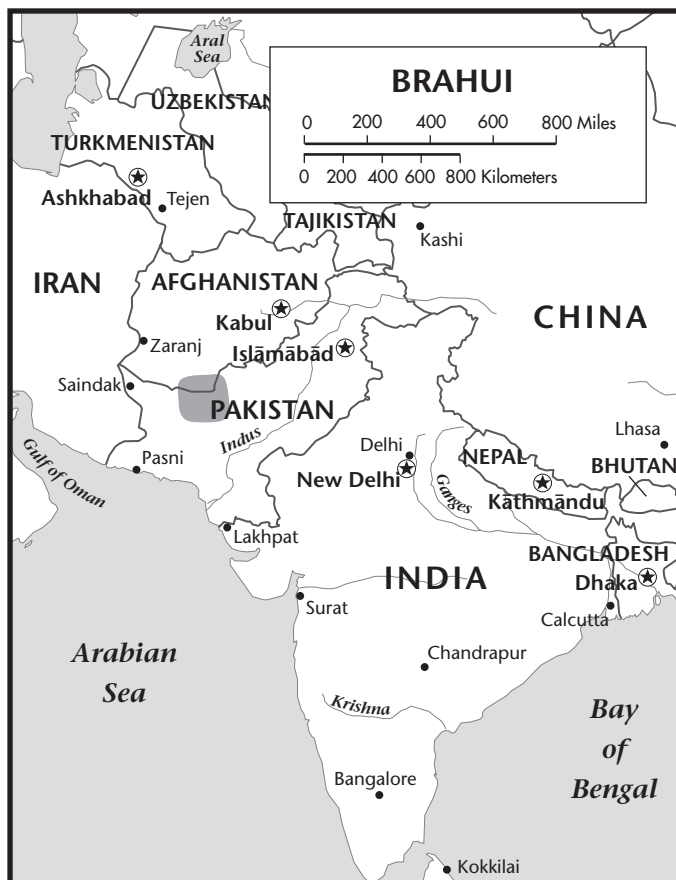 Aral
Sea
BRAHUI
0 200 400 600 800 Miles
0 200 400 600 800 Kilometers
UZBEKISTAN
TURKMENISTAN
Ashkhabad
Tejen
TAJIKISTAN
Kashi
IRAN
AFGHANISTAN
Kabul
CHINA
Zaranj
Islāmābād
Saindak
PAKISTAN
Indus
Gulf of Oman
Pasni
Delhi
New Delhi
NEPAL
Lhasa
BHUTAN
Ganges
Kāthmāndu
Lakhpat
BANGLADESH
Dhaka
INDIA
Surat
Calcutta
Arabian
Sea
Chandrapur
Krishna
Bay
of
Bengal
Bangalore
Kokkilai